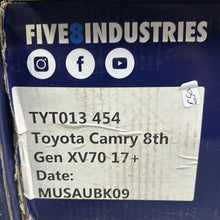 FIVE8INDUSTRIES
TYT013 454
Toyota Camry 8th
Gen XV70 17+
Date:
MUSAUBK09